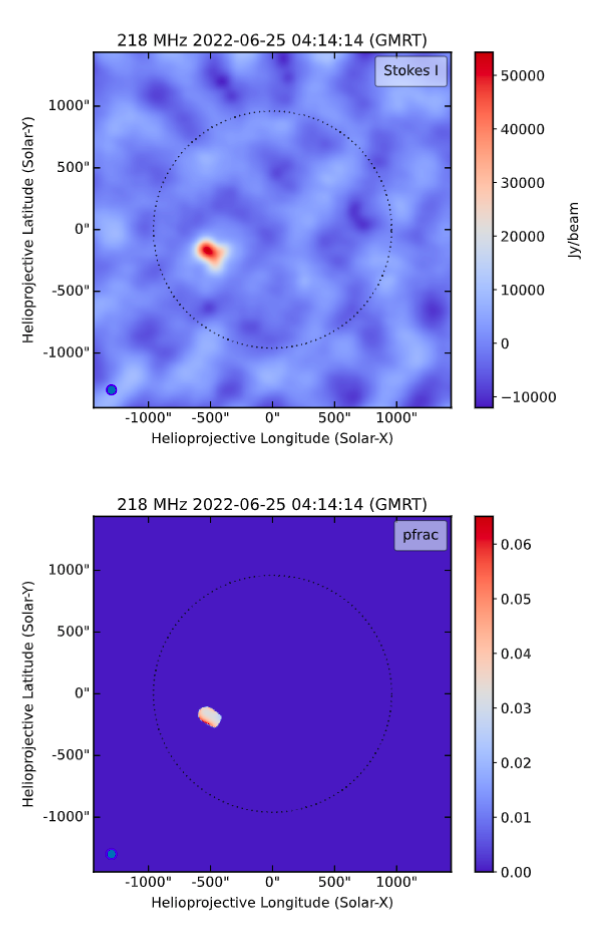 218 MHz 2022-06-25 04:14:14 (GMRT)
Stokes I
1000"
500"
0"
-500"
-1000"
Helioprojective Latitude (Solar-Y)
-1000" -500" 0" 500" 1000"
Helioprojective Longitude (Solar-X)
50000
40000
30000
20000
10000
0
−10000
Jy/beam
218 MHz 2022-06-25 04:14:14 (GMRT)
pfrac
1000"
500"
0"
-500"
-1000"
Helioprojective Latitude (Solar-Y)
-1000" -500" 0" 500" 1000"
Helioprojective Longitude (Solar-X)
0.06
0.05
0.04
0.03
0.02
0.01
0.00